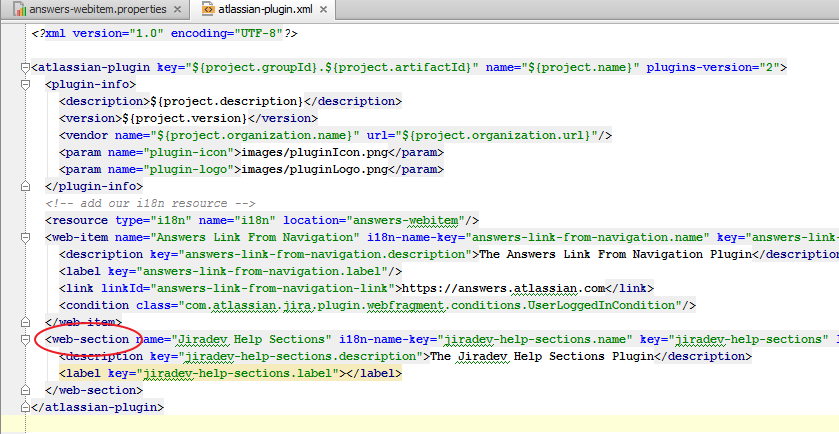 answers-webitem.properties
atlassian-plugin.xml
<?xml version="1.0" encoding="UTF-8"?>
<atlassian-plugin key="${project.groupId}.${project.artifactId}" name="${project.name}" plugins-version="2">
<plugin-info>
<description>${project.description}</description>
<version>${project.version}</version>
<vendor name="${project.organization.name}" url="${project.organization.url}"/>
<param name="plugin-icon">images/pluginIcon.png</param>
<param name="plugin-logo">images/pluginLogo.png</param>
</plugin-info>
<!-- add our i18n resource -->
<resource type="i18n" name="i18n" location="answers-webitem"/>
<web-item name="Answers Link From Navigation" i18n-name-key="answers-link-from-navigation.name" key="answers-link
<description key="answers-link-from-navigation.description">The Answers Link From Navigation Plugin</description
<label key="answers-link-from-navigation.label"/>
<link linkId="answers-link-from-navigation-link">https://answers.atlassian.com</link>
<condition class="com.atlassian.jira.plugin.webfragment.conditions.UserLoggedInCondition"/>
</web-item>
<web-section name="Jiradev Help Sections" i18n-name-key="jiradev-help-sections.name" key="jiradev-help-sections" l
<description key="jiradev-help-sections.description">The Jiradev Help Sections Plugin</description>
<label key="jiradev-help-sections.label"></label>
</web-section>
</atlassian-plugin>